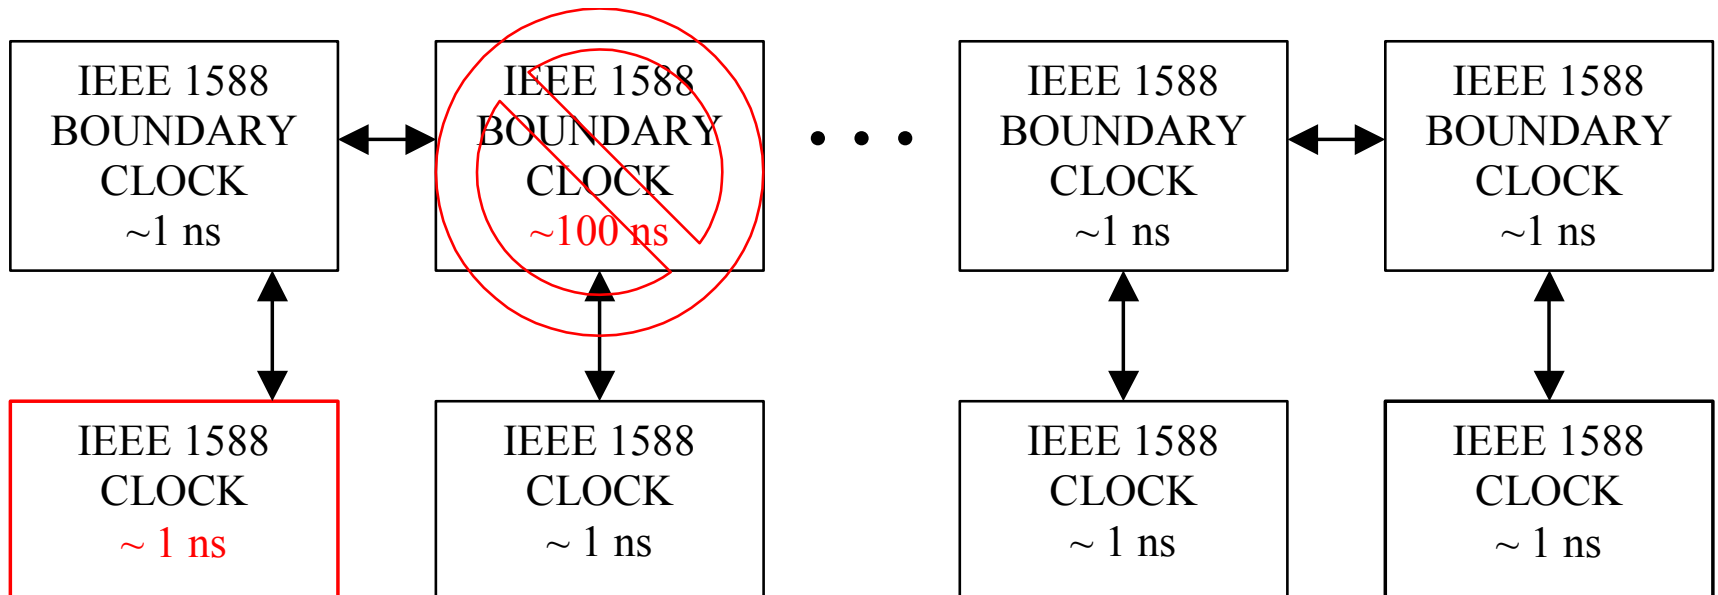 IEEE 1588
BOUNDARY
CLOCK
~1 ns
IEEE 1588
BOUNDARY
CLOCK
~100 ns
IEEE 1588
BOUNDARY
CLOCK
~1 ns
IEEE 1588
BOUNDARY
CLOCK
~1 ns
IEEE 1588
CLOCK
~ 1 ns
IEEE 1588
CLOCK
~ 1 ns
IEEE 1588
CLOCK
~ 1 ns
IEEE 1588
CLOCK
~ 1 ns